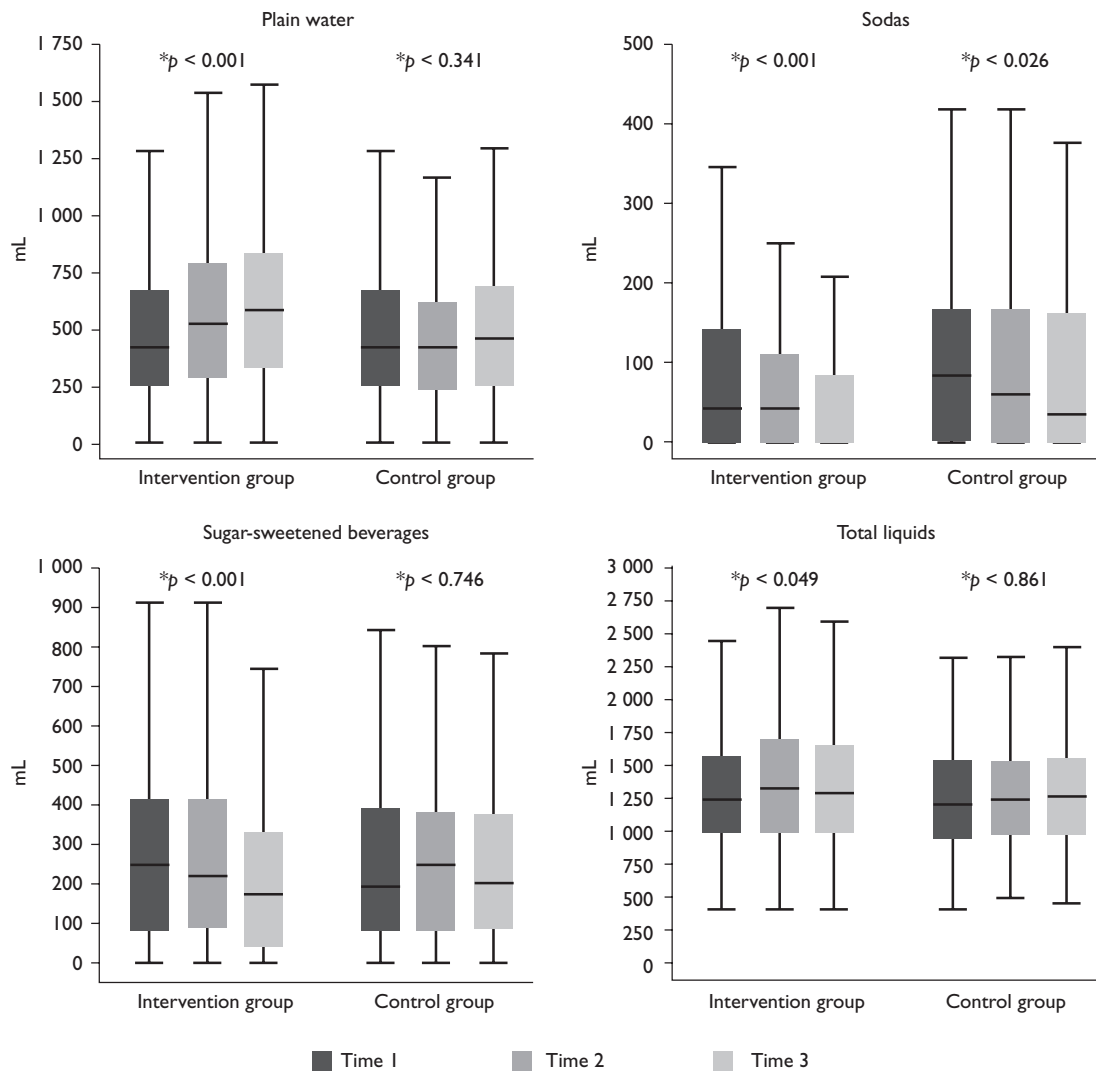 Plain water
1 750
1 500
1 250
1 000
750
500
250
0
mL
*p < 0.001
*p < 0.341
Intervention group
Control group
Sodas
500
400
300
200
100
0
mL
*p < 0.001
*p < 0.026
Intervention group
Control group
Sugar-sweetened beverages
1 000
900
800
700
600
500
400
300
200
100
0
mL
*p < 0.001
*p < 0.746
Intervention group
Control group
Total liquids
3 000
2 750
2 500
2 250
2 000
1 750
1 500
1 250
1 000
750
500
250
0
mL
*p < 0.049
*p < 0.861
Intervention group
Control group
Time 1
Time 2
Time 3